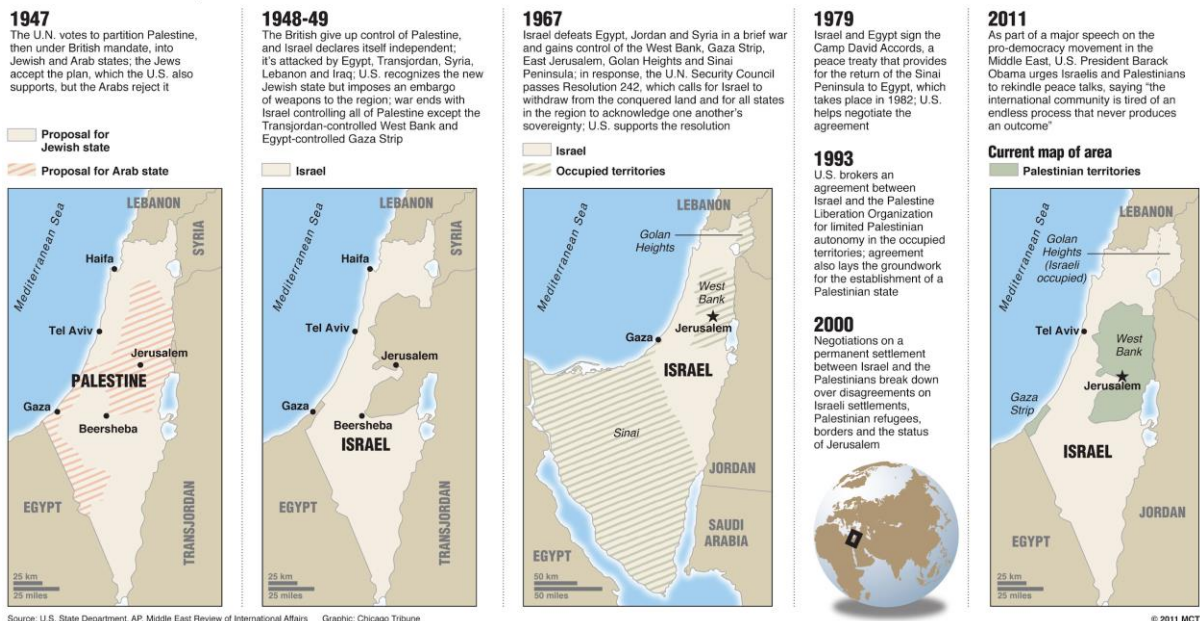 1947
The U.N. votes to partition Palestine,
then under British mandate, into
Jewish and Arab states; the Jews
accept the plan, which the U.S. also
supports, but the Arabs reject it
Proposal for
Jewish state
Proposal for Arab state
LEBANON
SYRIA
Mediterranean Sea
Haifa
Tel Aviv
Jerusalem
PALESTINE
Gaza
Beersheba
EGYPT
TRANSJORDAN
25 km
25 miles
1948-49
The British give up control of Palestine,
and Israel declares itself independent;
it's attacked by Egypt, Transjordan, Syria,
Lebanon and Iraq; U.S. recognizes the new
Jewish state but imposes an embargo
of weapons to the region; war ends with
Israel controlling all of Palestine except the
Transjordan-controlled West Bank and
Egypt-controlled Gaza Strip
Israel
LEBANON
SYRIA
Mediterranean Sea
Haifa
Tel Aviv
Jerusalem
Gaza
Beersheba
ISRAEL
EGYPT
TRANSJORDAN
25 km
25 miles
1967
Israel defeats Egypt, Jordan and Syria in a brief war
and gains control of the West Bank, Gaza Strip,
East Jerusalem, Golan Heights and Sinai
Peninsula; in response, the U.N. Security Council
passes Resolution 242, which calls for Israel to
withdraw from the conquered land and for all states
in the region to acknowledge one another's
sovereignty; U.S. supports the resolution
Israel
Occupied territories
LEBANON
Golan
Heights
Mediterranean Sea
West
Bank
Jerusalem
Gaza
ISRAEL
Sinai
JORDAN
SAUDI
ARABIA
EGYPT
50 km
50 miles
1979
Israel and Egypt sign the
Camp David Accords, a
peace treaty that provides
for the return of the Sinai
Peninsula to Egypt, which
takes place in 1982; U.S.
helps negotiate the
agreement
1993
U.S. brokers an
agreement between
Israel and the Palestine
Liberation Organization
for limited Palestinian
autonomy in the occupied
territories; agreement
also lays the groundwork
for the establishment of a
Palestinian state
2000
Negotiations on a
permanent settlement
between Israel and the
Palestinians break down
over disagreements on
Israeli settlements,
Palestinian refugees,
borders and the status
of Jerusalem
2011
As part of a major speech on the
pro-democracy movement in the
Middle East, U.S. President Barack
Obama urges Israelis and Palestinians
to rekindle peace talks, saying "the
international community is tired of an
endless process that never produces
an outcome"
Current map of area
Palestinian territories
LEBANON
Golan
Heights
(Israeli
occupied)
Mediterranean Sea
Tel Aviv
West
Bank
Jerusalem
Gaza
Strip
ISRAEL
JORDAN
EGYPT
25 km
25 miles
Source: U.S. State Department, AP, Middle East Review of International Affairs Graphic: Chicago Tribune
© 2011 MCT